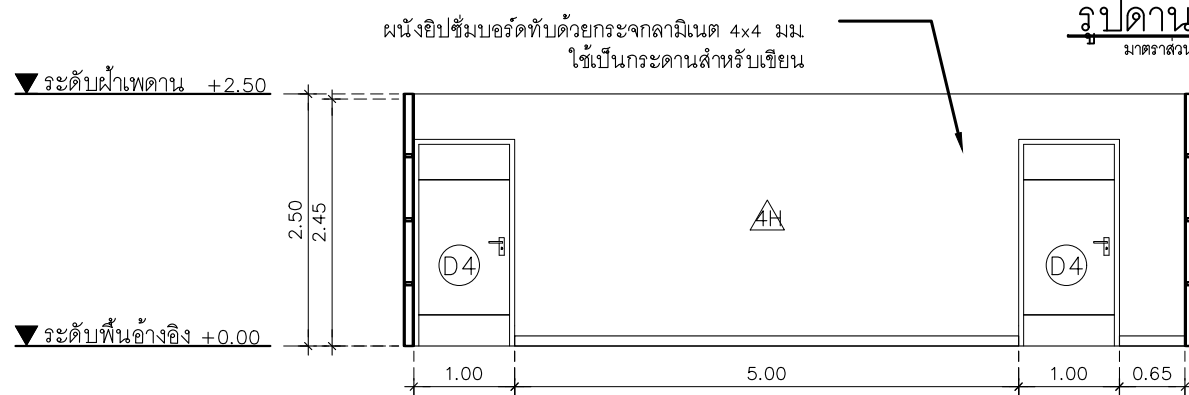 รูปด้าน
มาตราส่วน
ผนังยิปซั่มบอร์ดทับด้วยกระจกลามิเนต 4x4 มม.
ใช้เป็นกระดานสำหรับเขียน
ระดับฝ้าเพดาน +2.50
2.50
2.45
4H
D4
D4
ระดับพื้นอ้างอิง +0.00
1.00
5.00
1.00
0.65